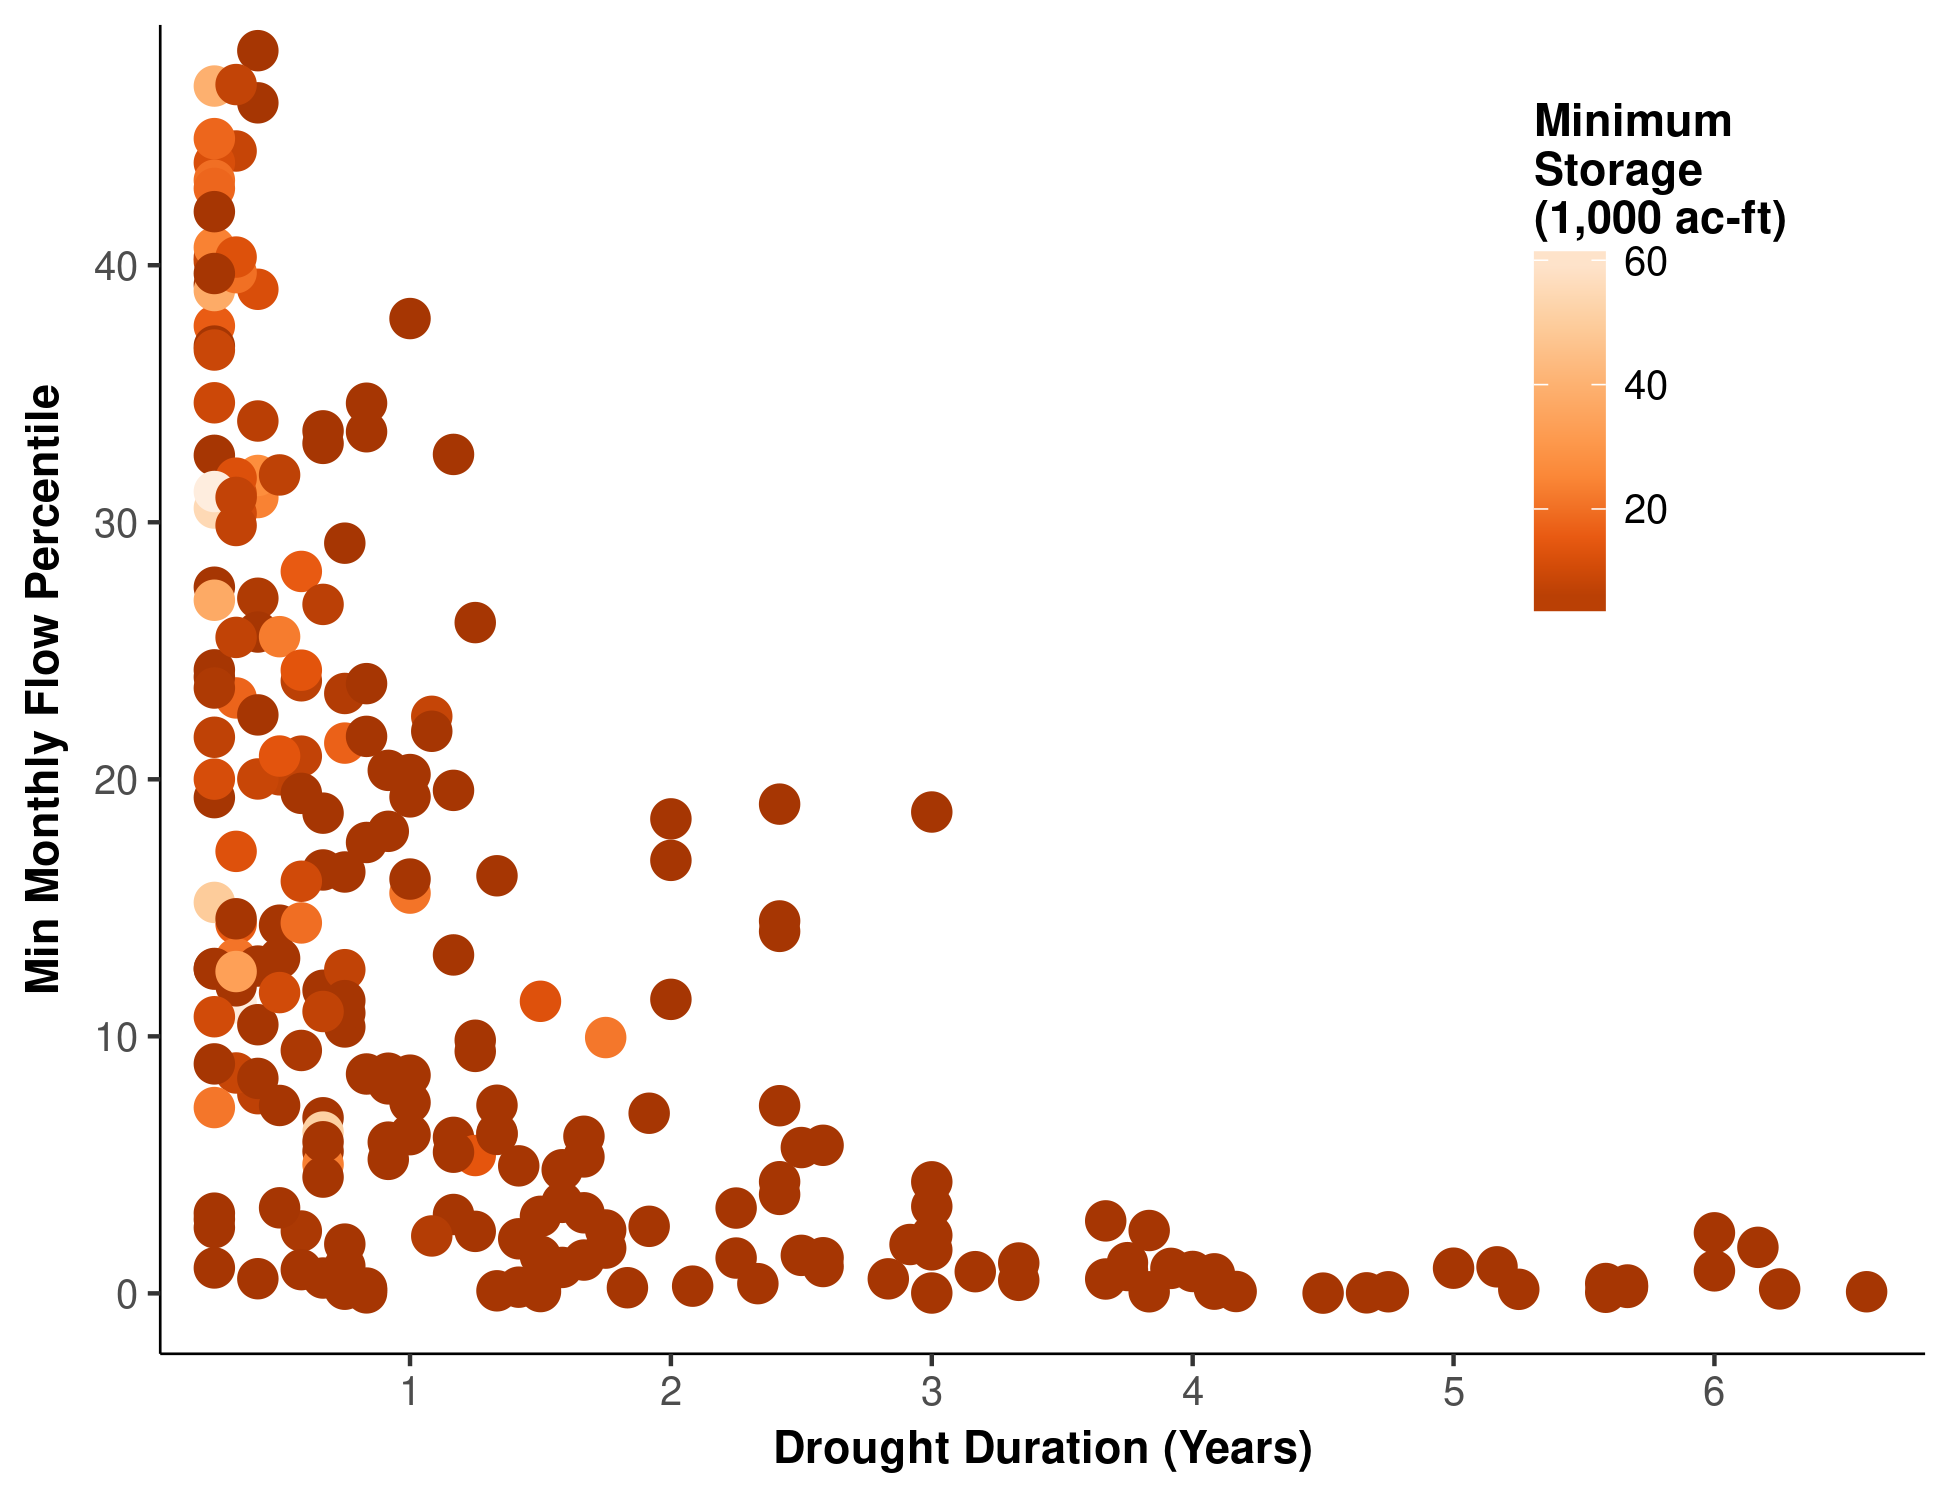 Minimum
Storage
(1,000 ac-ft)
60
40
20
Min Monthly Flow Percentile
40
30
20
10
0
1 2 3 4 5 6
Drought Duration (Years)